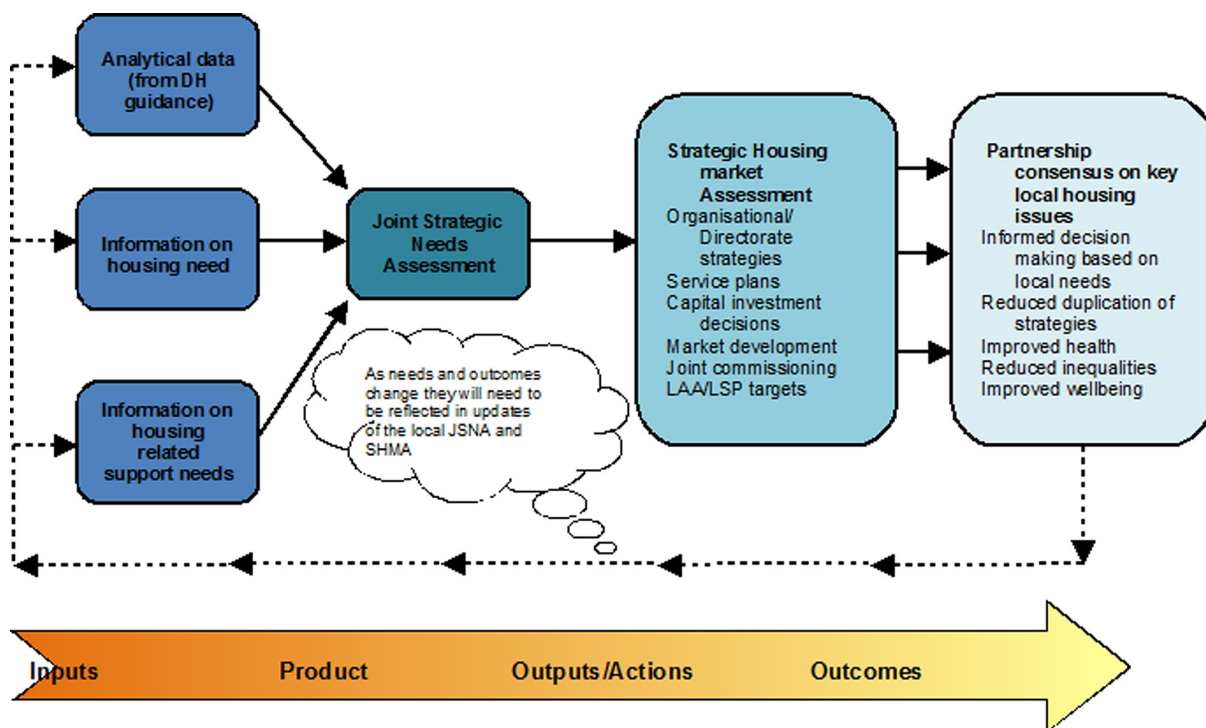 Analytical data
(from DH
guidance)
Information on
housing need
Information on
housing
related
support needs
Joint Strategic
Needs
Assessment
As needs and outcomes
change they will need to
be reflected in updates
of the local JSNA and
SHMA
Strategic Housing
market
Assessment
Organisational/
Directorate
strategies
Service plans
Capital investment
decisions
Market development
Joint commissioning
LAA/LSP targets
Partnership
consensus on key
local housing
issues
Informed decision
making based on
local needs
Reduced duplication of
strategies
Improved health
Reduced inequalities
Improved wellbeing
Inputs
Product
Outputs/Actions
Outcomes